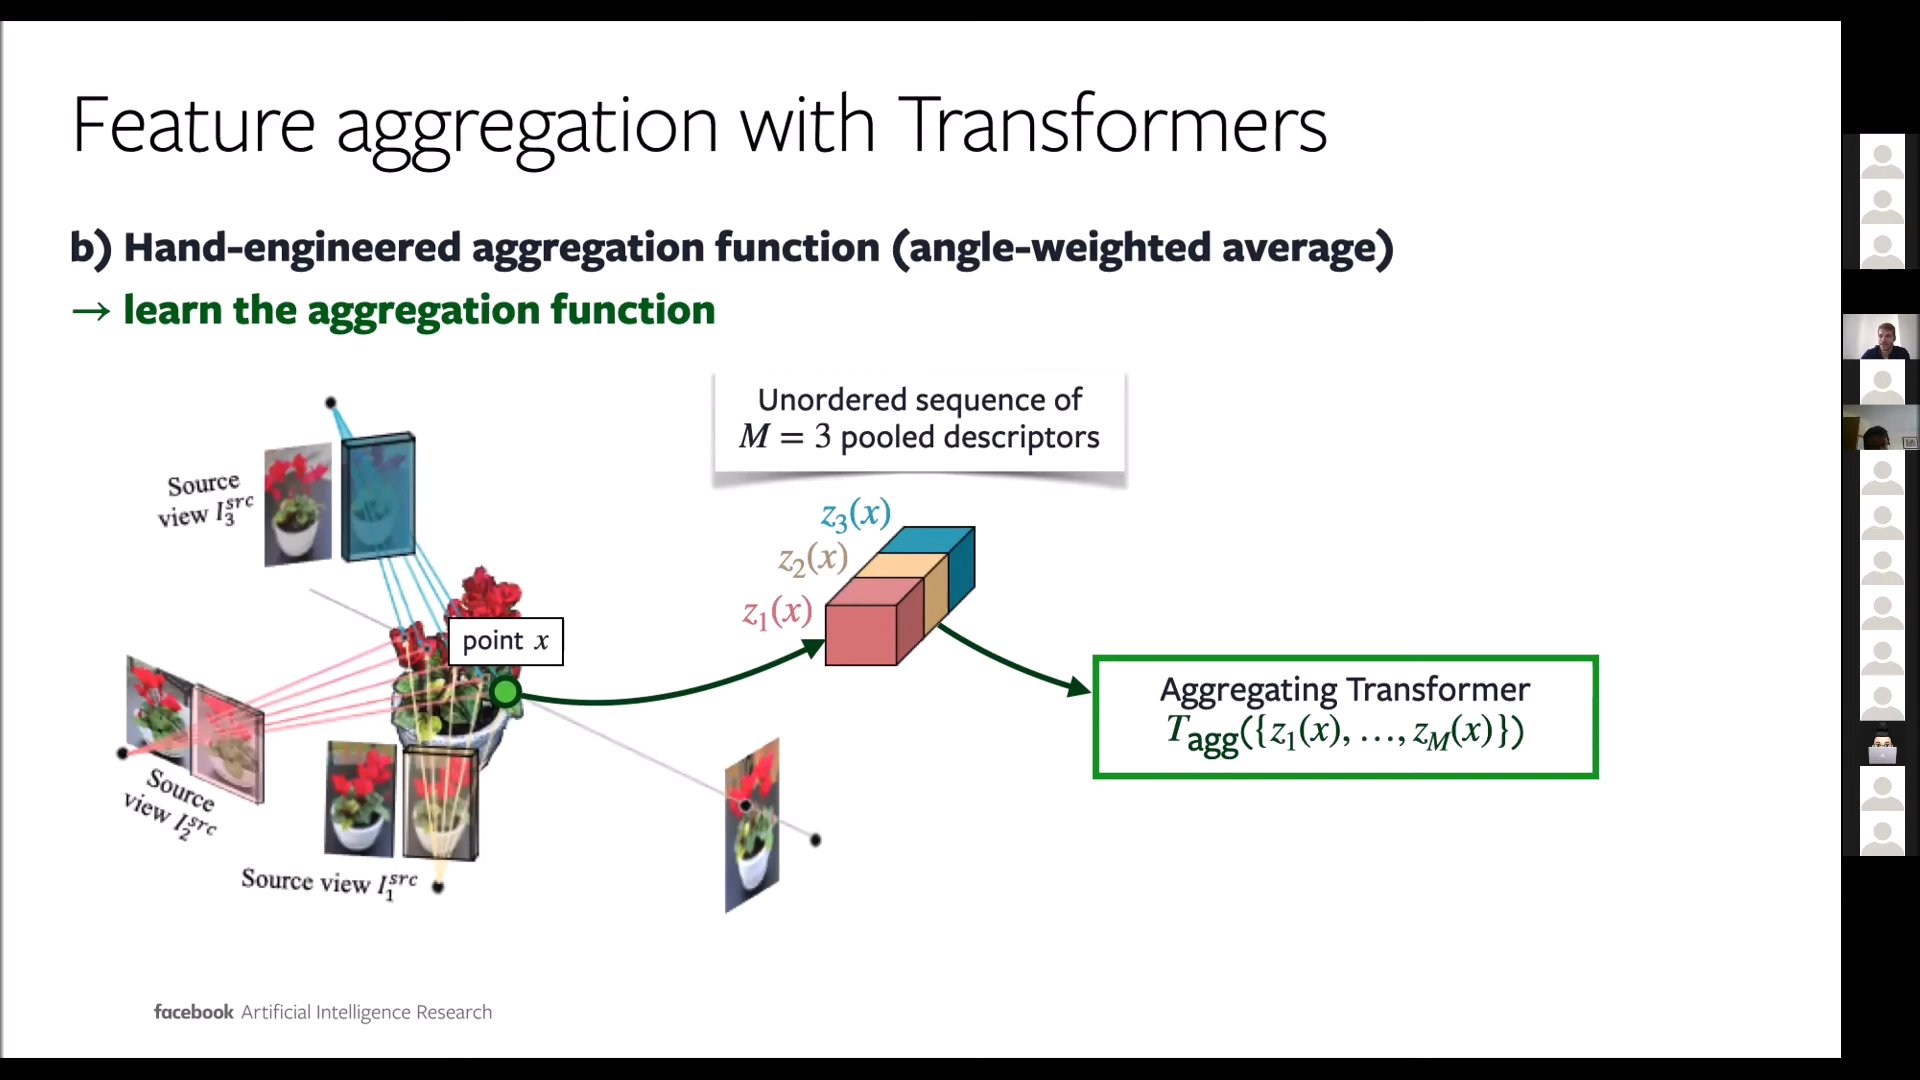 Feature aggregation with Transformers
b) Hand-engineered aggregation function (angle-weighted average)
→ learn the aggregation function
Unordered sequence of
M = 3 pooled descriptors
Source
view I₃ˢʳᶜ
z₃(x)
z₂(x)
z₁(x)
point x
Aggregating Transformer
T_agg({z₁(x), …, z_M(x)})
Source
view I₂ˢʳᶜ
Source view I₁ˢʳᶜ
facebook Artificial Intelligence Research